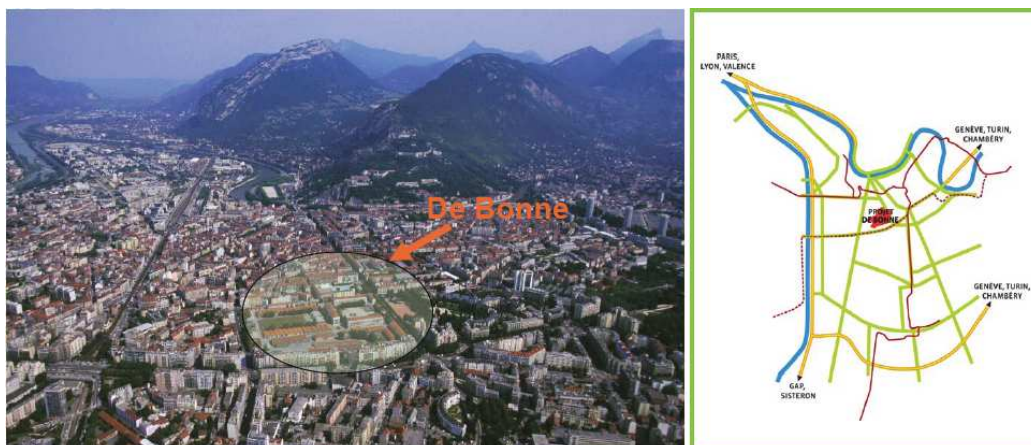 De Bonne
PARIS,
LYON, VALENCE
GENÈVE, TURIN,
CHAMBÉRY
PROJET
DE BONNE
GENÈVE, TURIN,
CHAMBÉRY
GAP,
SISTERON